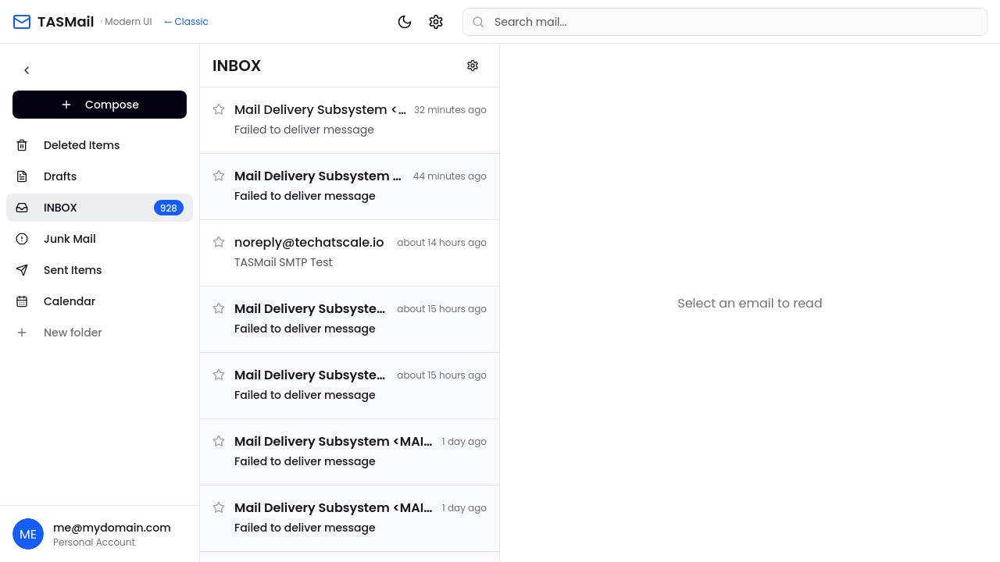 TASMail · Modern UI ← Classic
Search mail...
Compose
Deleted Items
Drafts
INBOX 928
Junk Mail
Sent Items
Calendar
New folder
ME
me@mydomain.com
Personal Account
INBOX
Mail Delivery Subsystem <... 32 minutes ago
Failed to deliver message
Mail Delivery Subsystem ... 44 minutes ago
Failed to deliver message
noreply@techatscale.io about 14 hours ago
TASMail SMTP Test
Mail Delivery Subsyste... about 15 hours ago
Failed to deliver message
Mail Delivery Subsyste... about 15 hours ago
Failed to deliver message
Mail Delivery Subsystem <MAI... 1 day ago
Failed to deliver message
Mail Delivery Subsystem <MAI... 1 day ago
Failed to deliver message
Select an email to read